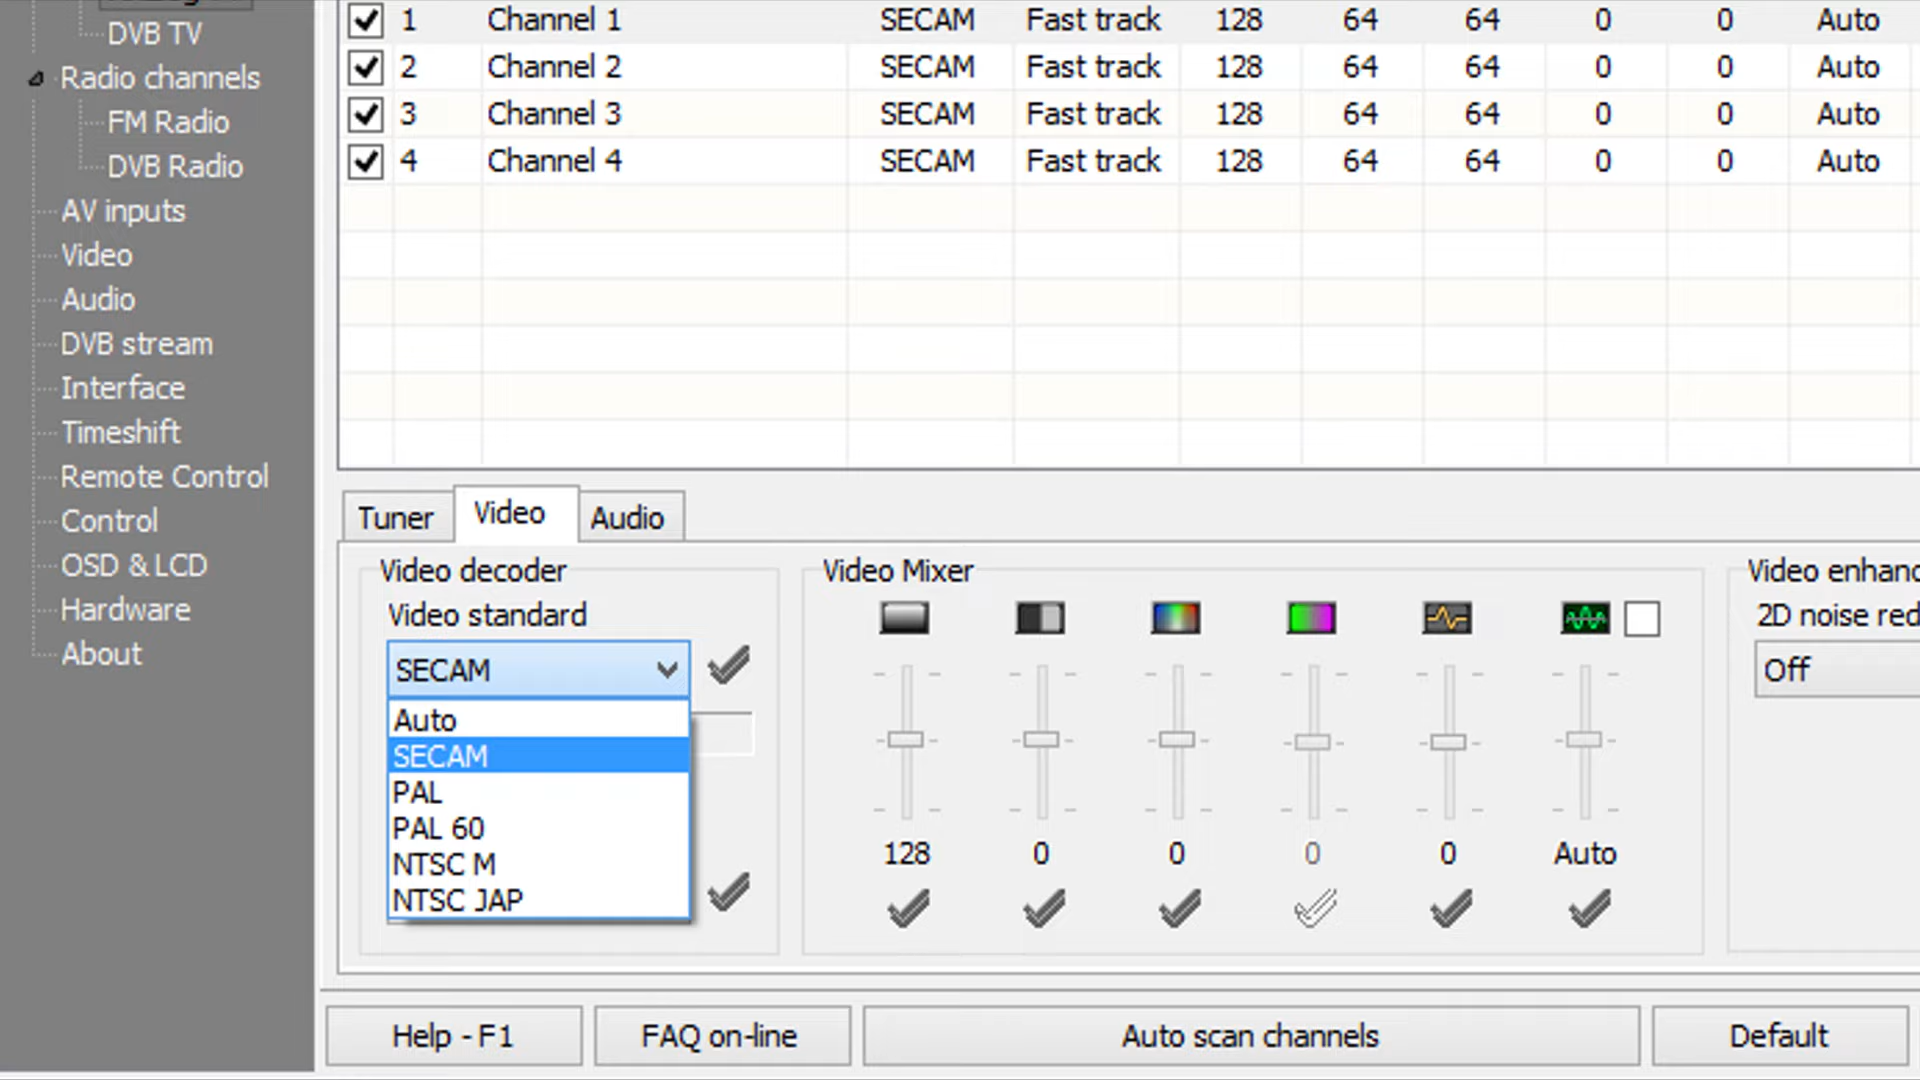 DVB TV
Radio channels
FM Radio
DVB Radio
AV inputs
Video
Audio
DVB stream
Interface
Timeshift
Remote Control
Control
OSD & LCD
Hardware
About
1 Channel 1 SECAM Fast track 128 64 64 0 0 Auto
2 Channel 2 SECAM Fast track 128 64 64 0 0 Auto
3 Channel 3 SECAM Fast track 128 64 64 0 0 Auto
4 Channel 4 SECAM Fast track 128 64 64 0 0 Auto
Tuner Video Audio
Video decoder
Video standard
SECAM
Auto
SECAM
PAL
PAL 60
NTSC M
NTSC JAP
Video Mixer
128 0 0 0 0 Auto
Video enhanc
2D noise red
Off
Help - F1 FAQ on-line Auto scan channels Default